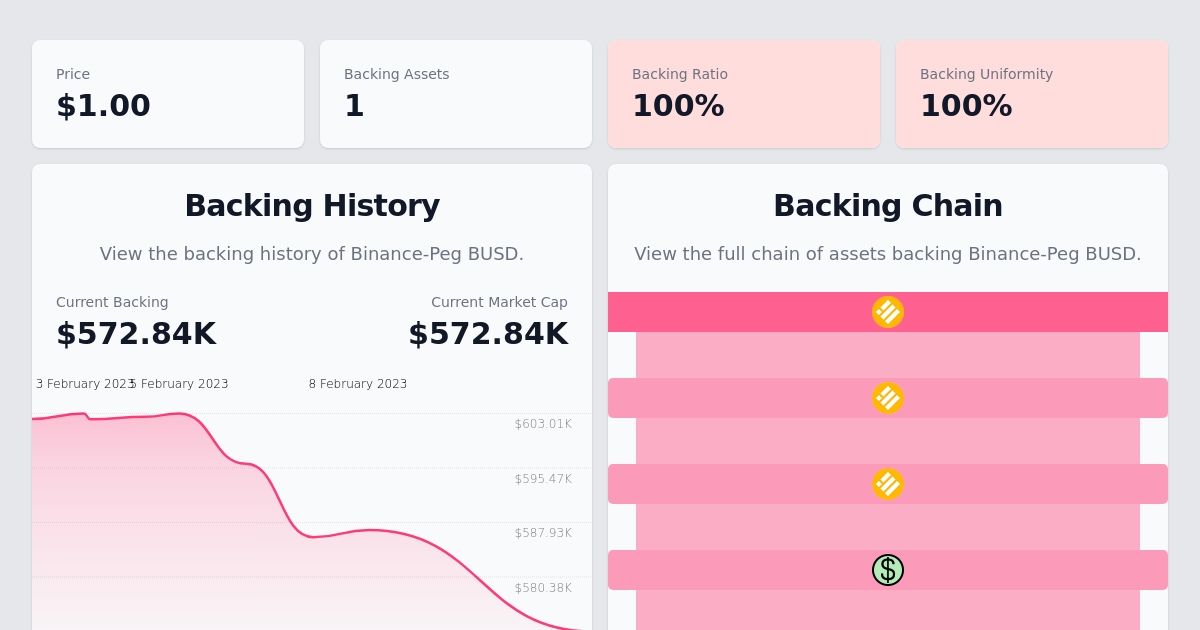 Price
$1.00
Backing Assets
1
Backing Ratio
100%
Backing Uniformity
100%
Backing History
View the backing history of Binance-Peg BUSD.
Current Backing
$572.84K
Current Market Cap
$572.84K
3 February 2023
5 February 2023
8 February 2023
$603.01K
$595.47K
$587.93K
$580.38K
Backing Chain
View the full chain of assets backing Binance-Peg BUSD.
$